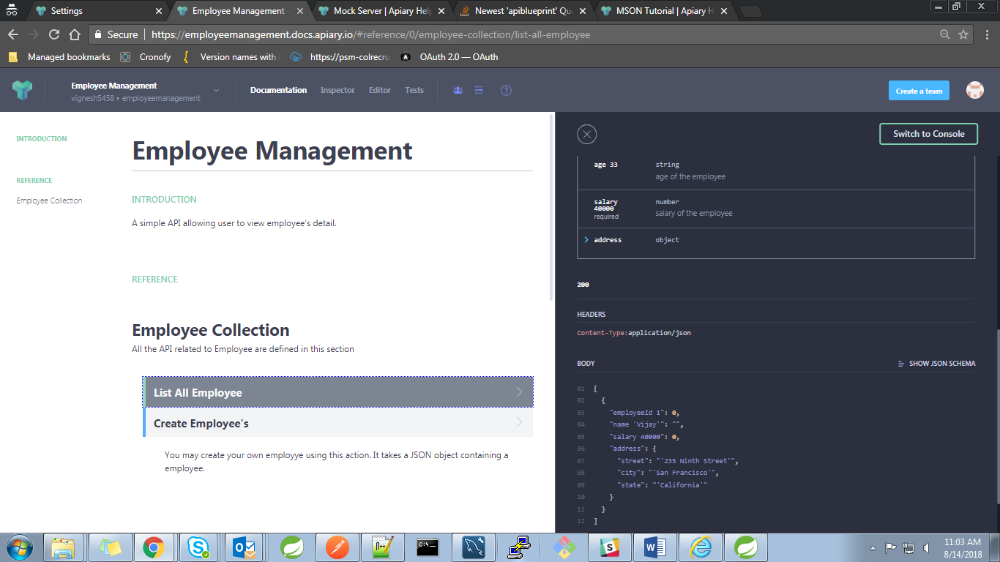 Settings
Employee Management -
Mock Server | Apiary Help
Newest 'apiblueprint' Que
MSON Tutorial | Apiary H
Secure
https://employeemanagement.docs.apiary.io/#reference/0/employee-collection/list-all-employee
Managed bookmarks
Cronofy
Version names with
https://psm-colrecru
OAuth 2.0 — OAuth
Employee Management
vignesh5458 • employeemanagement
Documentation
Inspector
Editor
Tests
Create a team
INTRODUCTION
REFERENCE
Employee Collection
Employee Management
INTRODUCTION
A simple API allowing user to view employee's detail.
REFERENCE
Employee Collection
All the API related to Employee are defined in this section
List All Employee
Create Employee's
You may create your own employye using this action. It takes a JSON object containing a
employee.
Switch to Console
age 33 string
age of the employee
salary number
40000 salary of the employee
required
address object
200
HEADERS
Content-Type:application/json
BODY
SHOW JSON SCHEMA
01 [
02 {
03 "employeeId 1": 0,
04 "name 'Vijay'": "",
05 "salary 40000": 0,
06 "address": {
07 "street": "'235 Ninth Street'",
08 "city": "'San Francisco'",
09 "state": "'California'"
10 }
11 }
12 ]
11:03 AM
8/14/2018